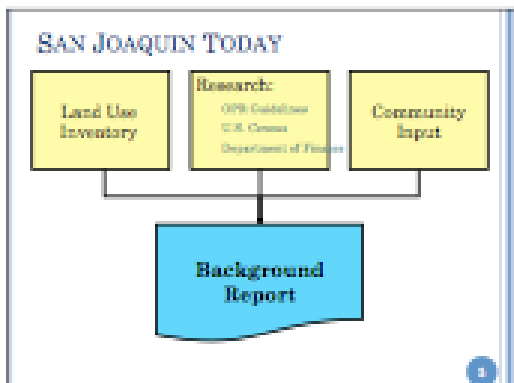 SAN JOAQUIN TODAY
Land Use
Inventory
Research:
OPR Guidelines
U.S. Census
Department of Finance
Community
Input
Background
Report